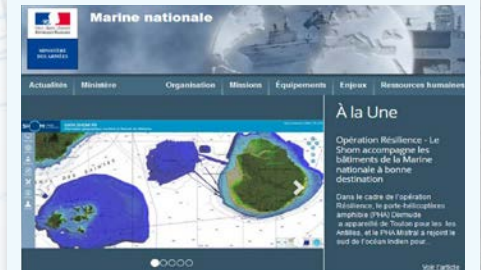 Marine nationale
MINISTÈRE
DES ARMÉES
Actualités Ministère Organisation Missions Équipements Enjeux Ressources humaines
À la Une
Opération Résilience - Le
Shom accompagne les
bâtiments de la Marine
nationale à bonne
destination
Dans le cadre de l'opération
Résilience, le porte-hélicoptères
amphibie (PHA) Dixmude
a appareillé de Toulon pour les les
Antilles, et le PHA Mistral a rejoint le
sud de l'océan Indien pour...
Voir l'article